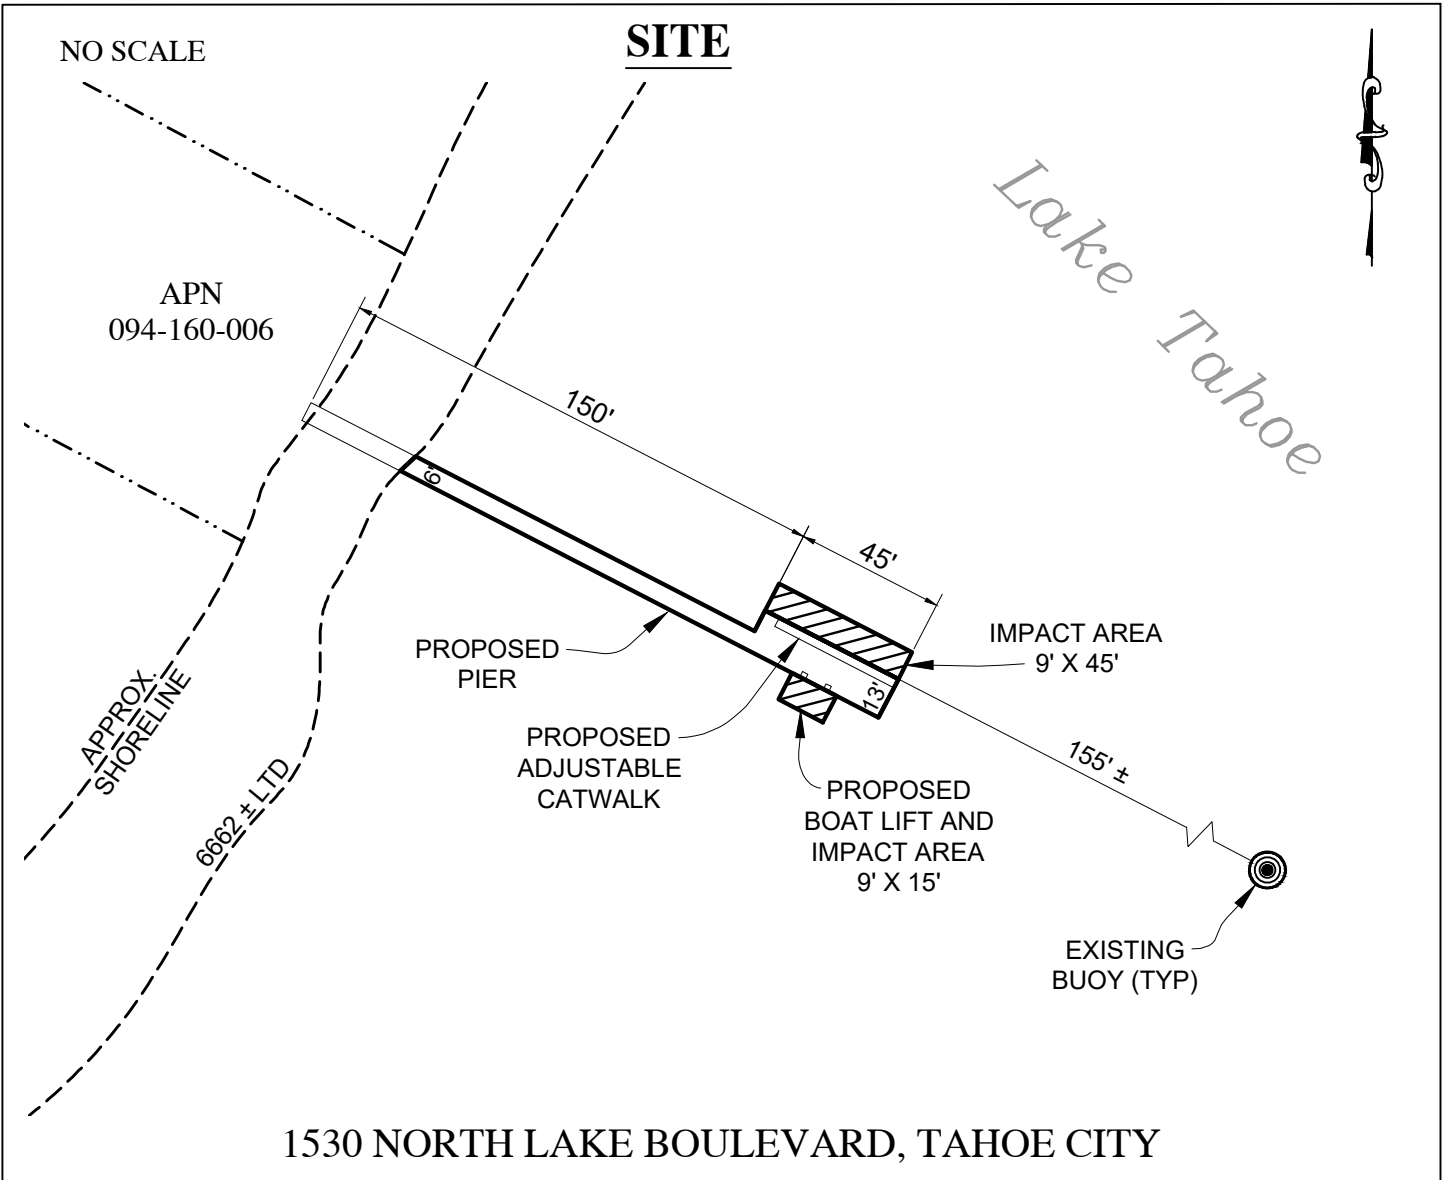 NO SCALE
SITE
Lake Tahoe
APN
094-160-006
150'
6'
45'
IMPACT AREA
9' X 45'
PROPOSED
PIER
13'
APPROX.
SHORELINE
PROPOSED
ADJUSTABLE
CATWALK
155' ±
6662 ± LTD
PROPOSED
BOAT LIFT AND
IMPACT AREA
9' X 15'
EXISTING
BUOY (TYP)
1530 NORTH LAKE BOULEVARD, TAHOE CITY